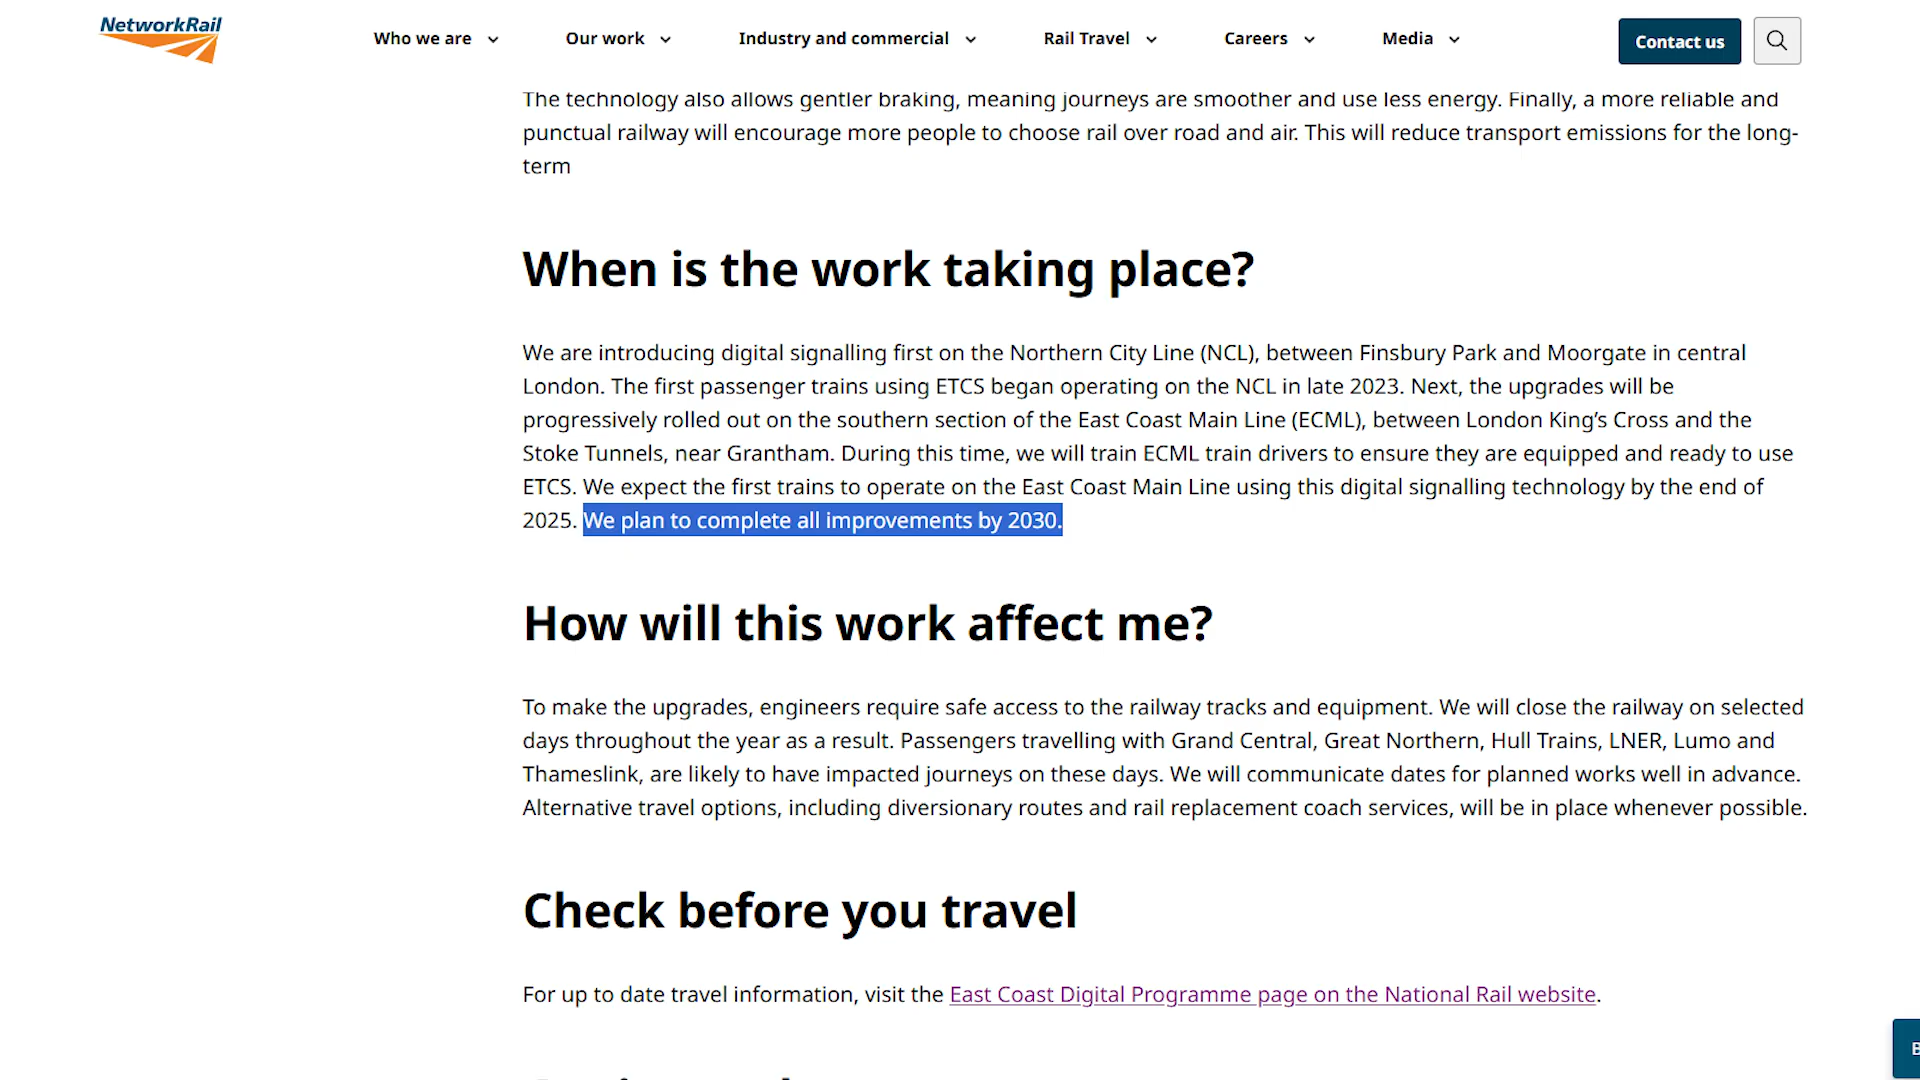 NetworkRail
Who we are
Our work
Industry and commercial
Rail Travel
Careers
Media
Contact us
The technology also allows gentler braking, meaning journeys are smoother and use less energy. Finally, a more reliable and
punctual railway will encourage more people to choose rail over road and air. This will reduce transport emissions for the long-
term
When is the work taking place?
We are introducing digital signalling first on the Northern City Line (NCL), between Finsbury Park and Moorgate in central
London. The first passenger trains using ETCS began operating on the NCL in late 2023. Next, the upgrades will be
progressively rolled out on the southern section of the East Coast Main Line (ECML), between London King’s Cross and the
Stoke Tunnels, near Grantham. During this time, we will train ECML train drivers to ensure they are equipped and ready to use
ETCS. We expect the first trains to operate on the East Coast Main Line using this digital signalling technology by the end of
2025. We plan to complete all improvements by 2030.
How will this work affect me?
To make the upgrades, engineers require safe access to the railway tracks and equipment. We will close the railway on selected
days throughout the year as a result. Passengers travelling with Grand Central, Great Northern, Hull Trains, LNER, Lumo and
Thameslink, are likely to have impacted journeys on these days. We will communicate dates for planned works well in advance.
Alternative travel options, including diversionary routes and rail replacement coach services, will be in place whenever possible.
Check before you travel
For up to date travel information, visit the East Coast Digital Programme page on the National Rail website.